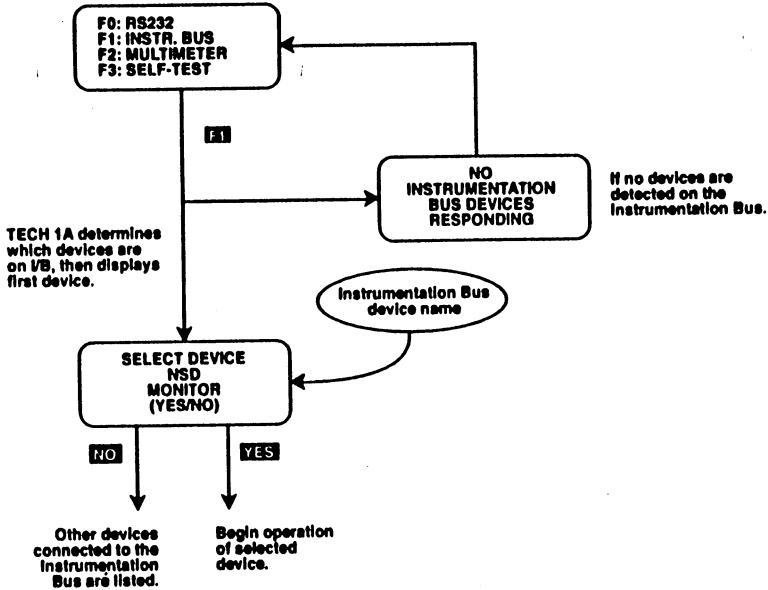 F0: RS232
F1: INSTR. BUS
F2: MULTIMETER
F3: SELF-TEST
F1
NO
INSTRUMENTATION
BUS DEVICES
RESPONDING
If no devices are
detected on the
Instrumentation Bus.
TECH 1A determines
which devices are
on I/B, then displays
first device.
Instrumentation Bus
device name
SELECT DEVICE
NSD
MONITOR
(YES/NO)
NO
YES
Other devices
connected to the
Instrumentation
Bus are listed.
Begin operation
of selected
device.